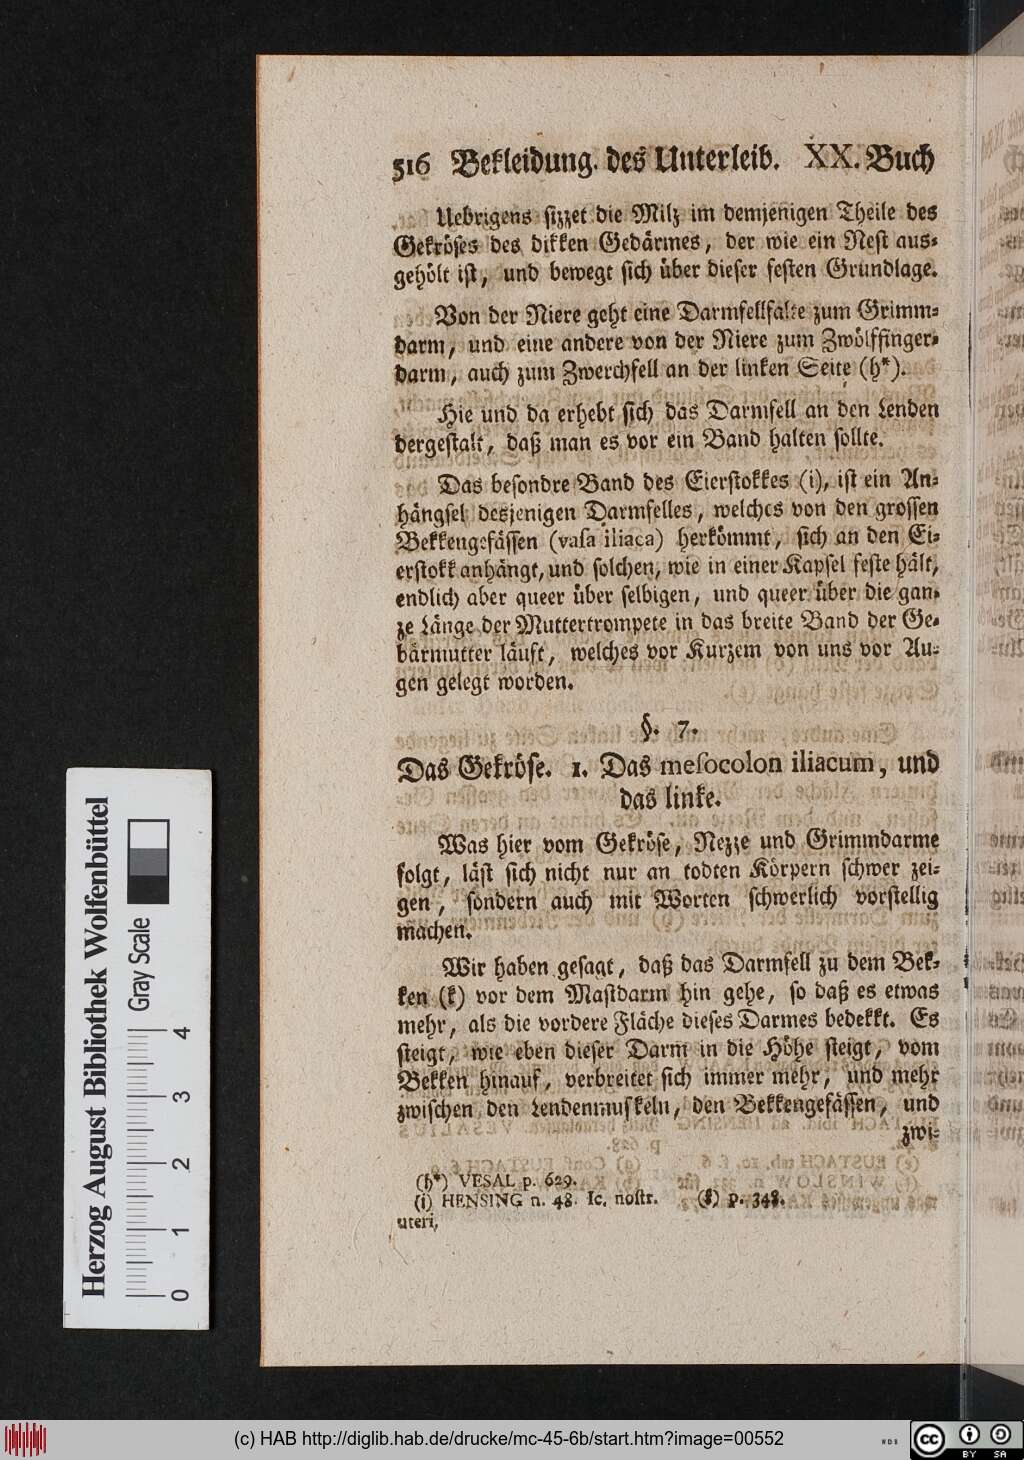 516 Bekleidung. des Unterleib. XX. Buch
Uebrigens sizzet die Milz im demjenigen Theile des
Gekröses des dikken Gedärmes, der wie ein Nest aus-
gehölt ist, und bewegt sich über dieser festen Grundlage.
Von der Niere geht eine Darmfellfalte zum Grimm-
darm, und eine andere von der Niere zum Zwölffinger-
darm, auch zum Zwerchfell an der linken Seite (h*).
Hie und da erhebt sich das Darmfell an den Lenden
dergestalt, daß man es vor ein Band halten sollte.
Das besondre Band des Eierstokkes (i), ist ein An-
hängsel desjenigen Darmfelles, welches von den grossen
Bekkengefässen (vasa iliaca) herkömmt, sich an den Ei-
erstokk anhängt, und solchen, wie in einer Kapsel feste hält,
endlich aber queer über selbigen, und queer über die gan-
ze Länge der Muttertrompete in das breite Band der Ge-
bärmutter läuft, welches vor Kurzem von uns vor Au-
gen gelegt worden.
§. 7.
Das Gekröse. 1. Das mesocolon iliacum, und
das linke.
Was hier vom Gekröse, Nezze und Grimmdarme
folgt, läst sich nicht nur an todten Körpern schwer zei-
gen, sondern auch mit Worten schwerlich vorstellig
machen.
Wir haben gesagt, daß das Darmfell zu dem Bek-
ken (k) vor dem Mastdarm hin gehe, so daß es etwas
mehr, als die vordere Fläche dieses Darmes bedekkt. Es
steigt, wie eben dieser Darm in die Höhe steigt, vom
Bekken hinauf, verbreitet sich immer mehr, und mehr
zwischen den Lendenmuskeln, den Bekkengefässen, und
zwi-
(h*) VESAL p. 629.
(i) HENSING n. 48. Ic. nostr. (k) p. 348.
uteri,
Herzog August Bibliothek Wolfenbüttel
Gray Scale
0 1 2 3 4
(c) HAB http://diglib.hab.de/drucke/mc-45-6b/start.htm?image=00552
cc BY SA